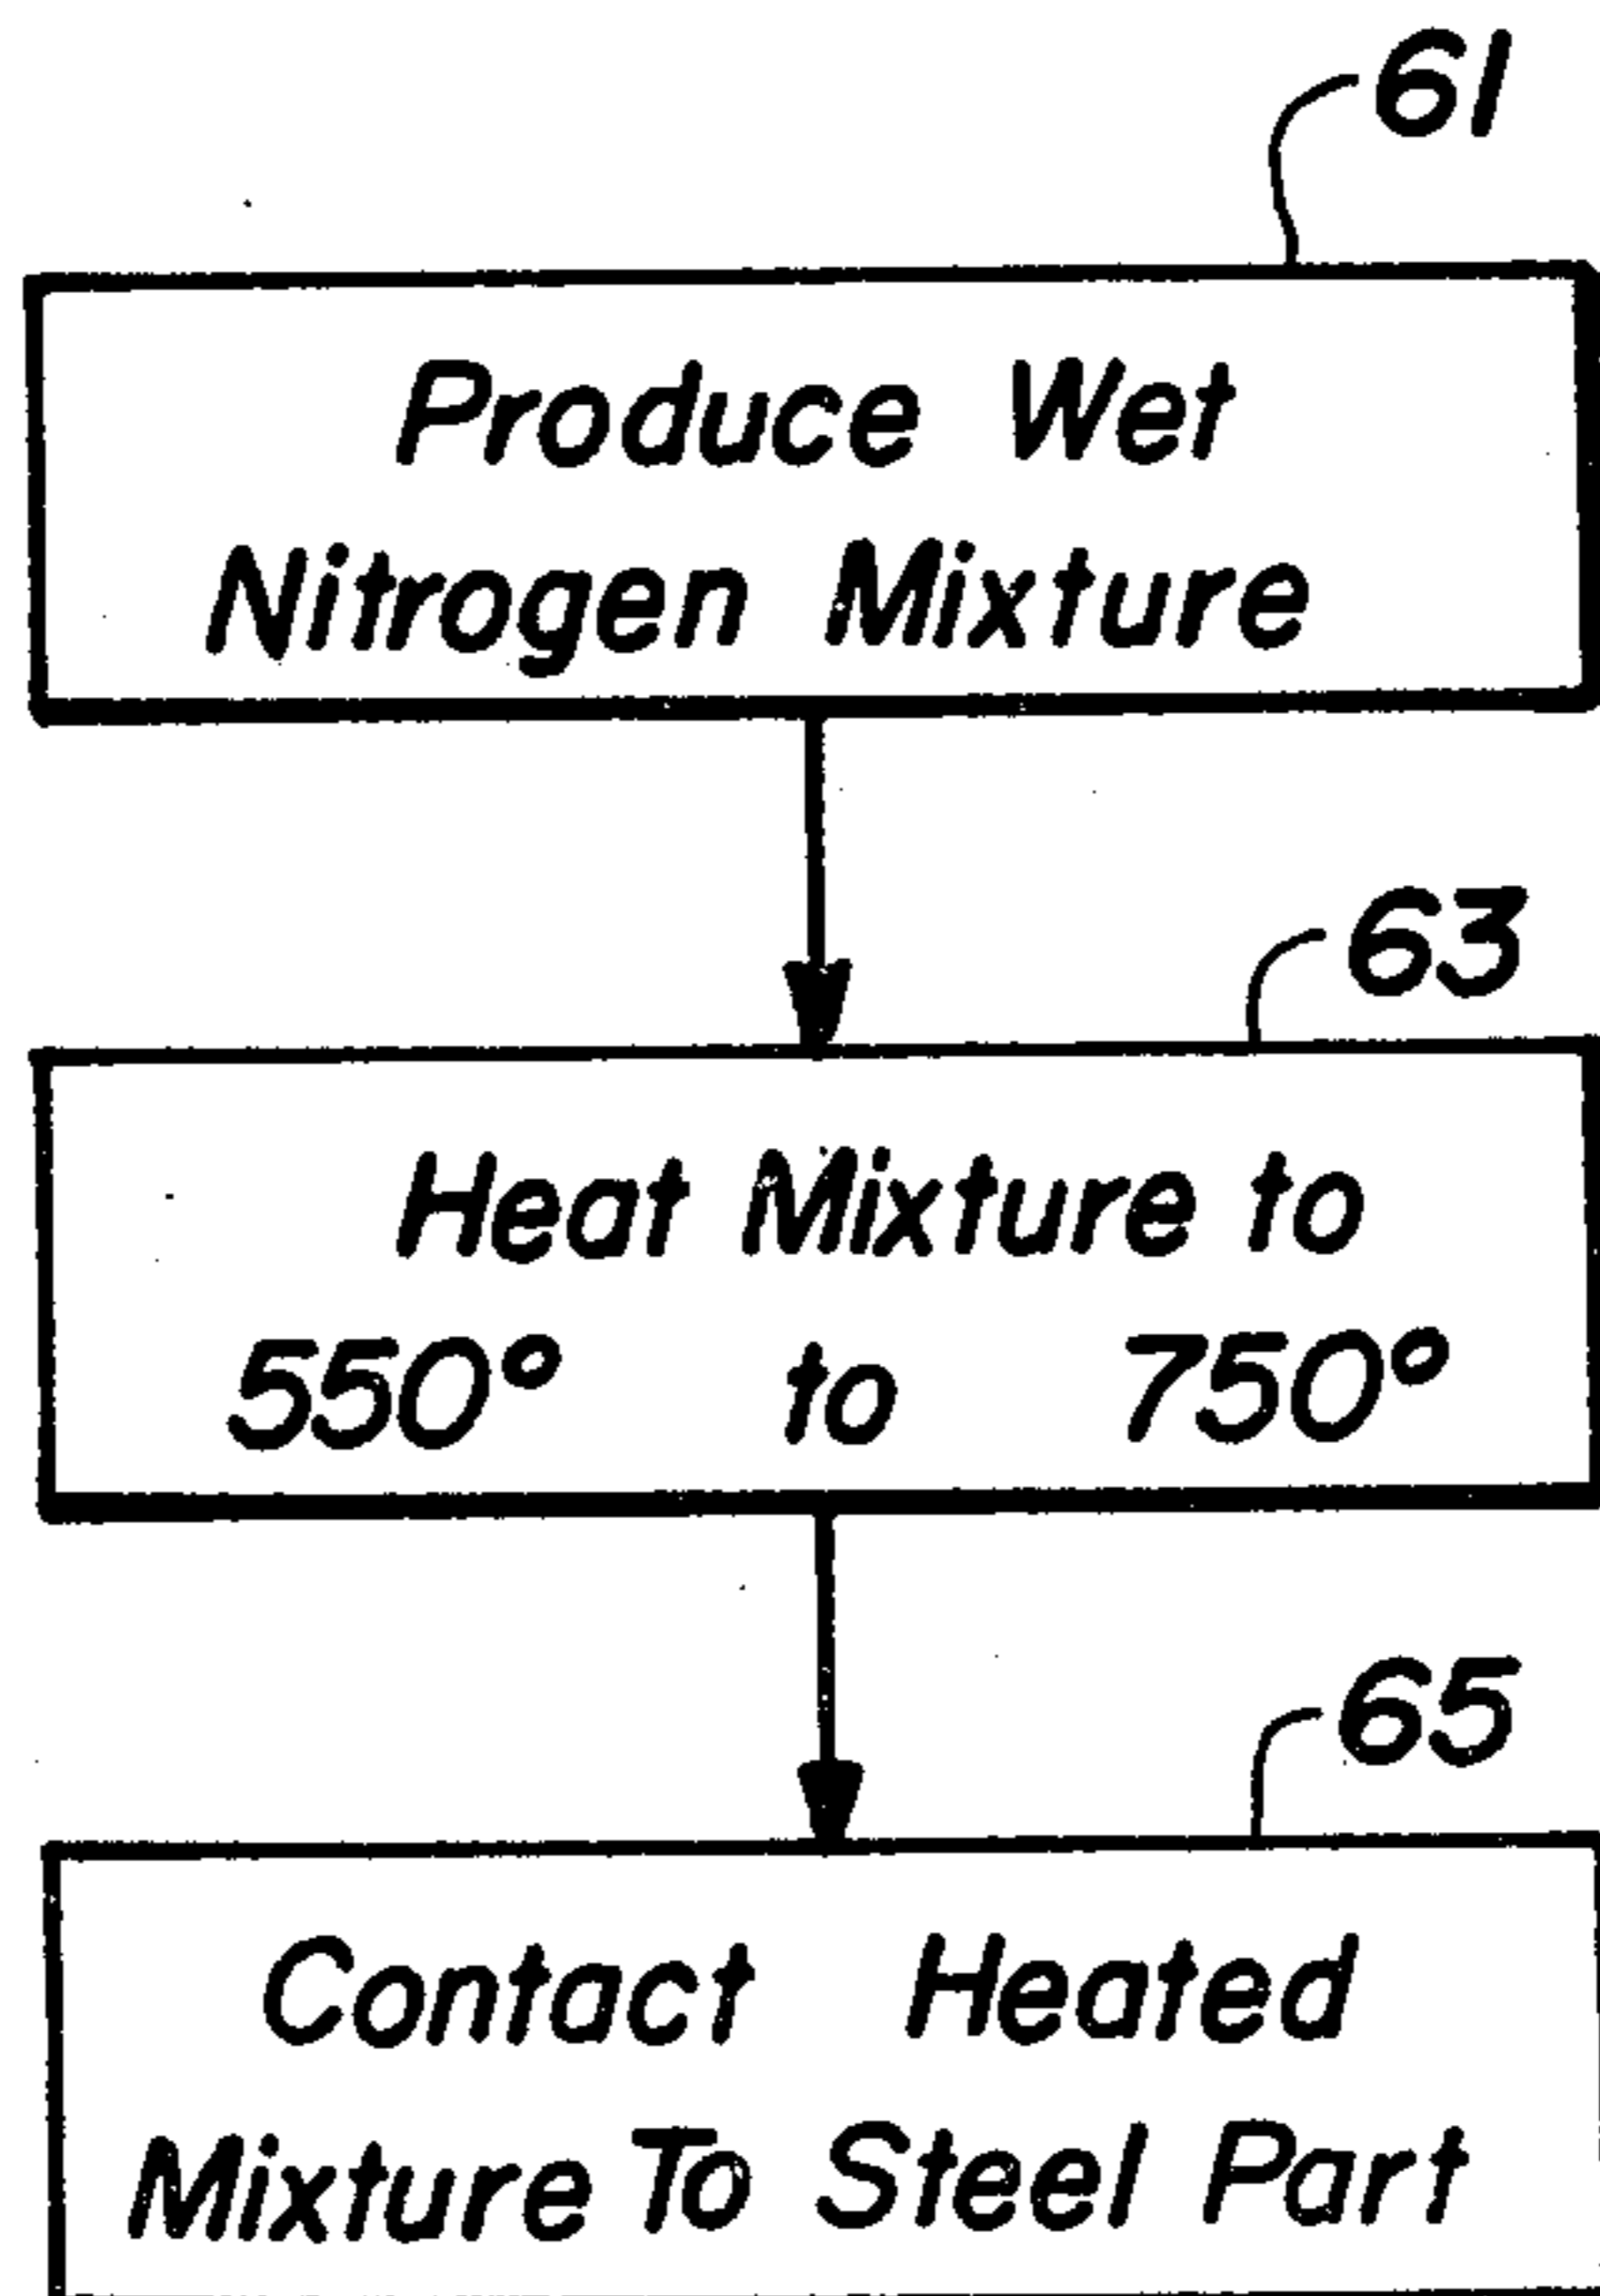 61
Produce Wet
Nitrogen Mixture
63
Heat Mixture to
550° to 750°
65
Contact Heated
Mixture To Steel Part